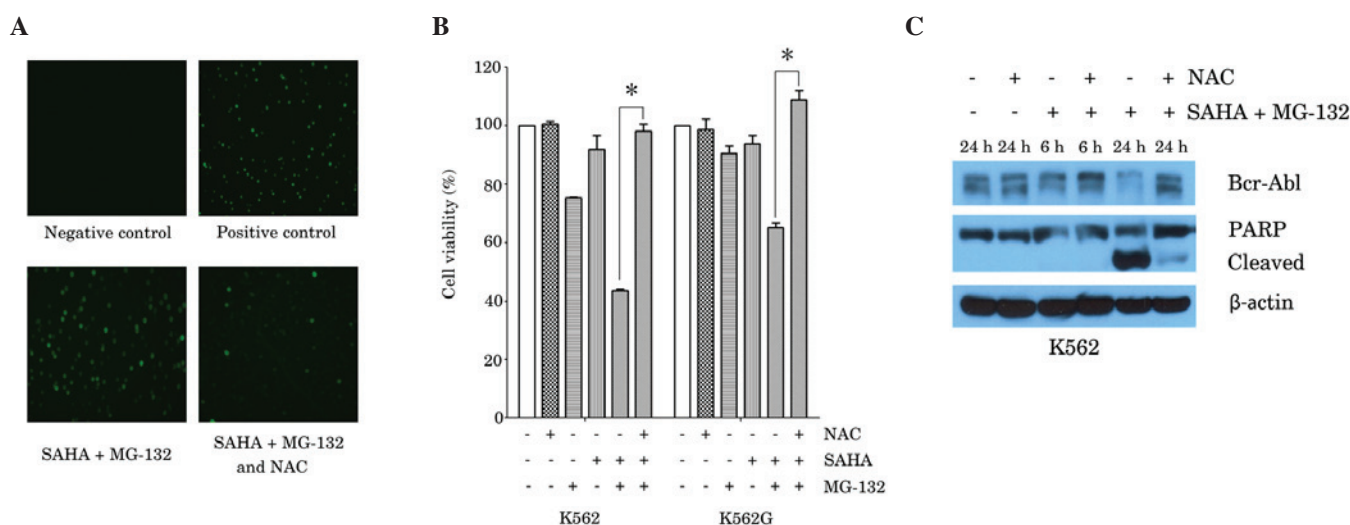 A
Negative control
Positive control
SAHA + MG-132
SAHA + MG-132
and NAC
B
Cell viability (%)
120
100
80
60
40
20
0
*
*
- + - - - + - + - - - + NAC
- - - + + + - - - + + + SAHA
- - + - + + - - + - + + MG-132
K562
K562G
C
- + - + - + NAC
- - + + + + SAHA + MG-132
24 h 24 h 6 h 6 h 24 h 24 h
Bcr-Abl
PARP
Cleaved
β-actin
K562